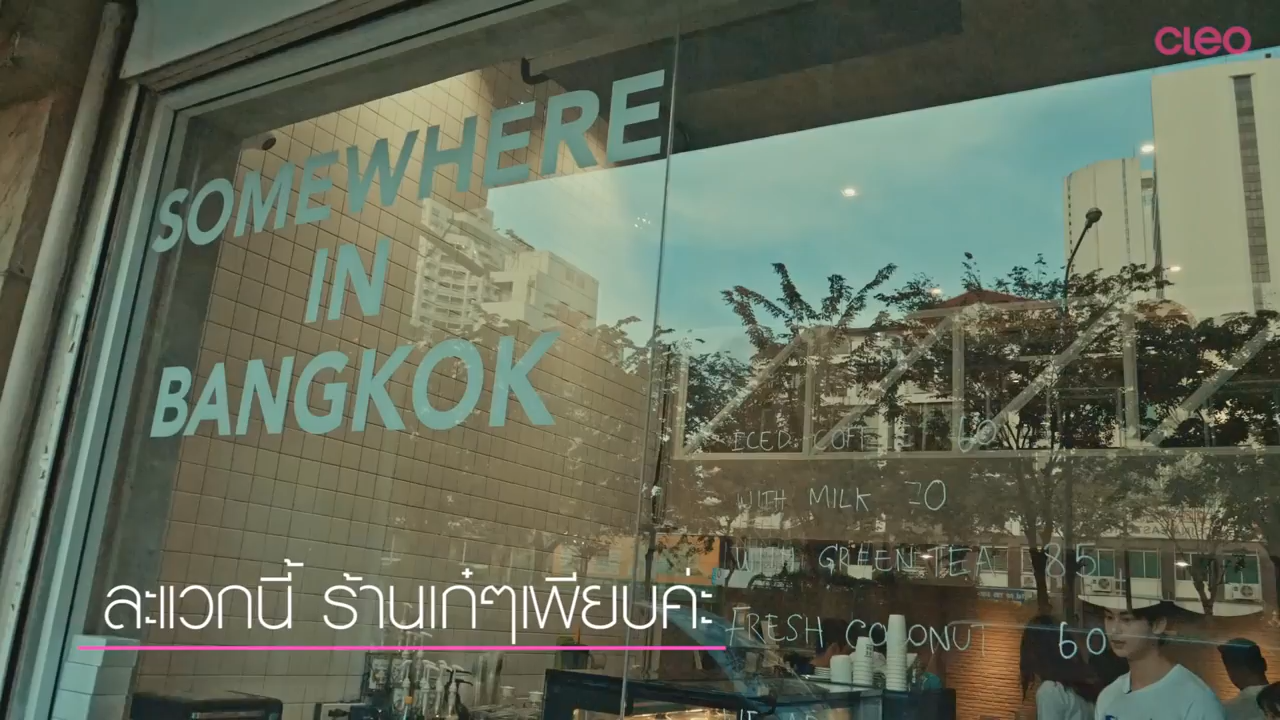 cleo
SOMEWHERE
IN
BANGKOK
ICED COFF 60
WITH MILK 70
WITH GREEN TEA 85
FRESH COCONUT 60
ละแวกนี้ ร้านเก๋ๆเพียบค่ะ